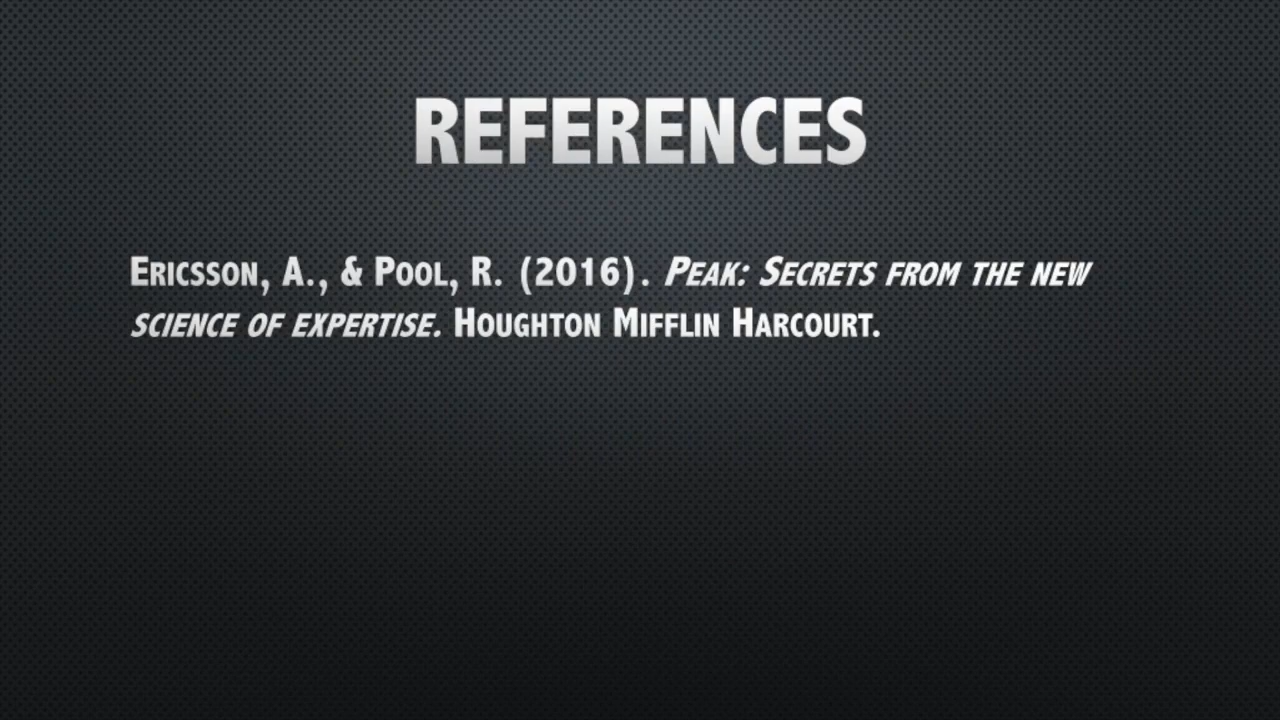 REFERENCES
Ericsson, A., & Pool, R. (2016). Peak: Secrets from the new
science of expertise. Houghton Mifflin Harcourt.